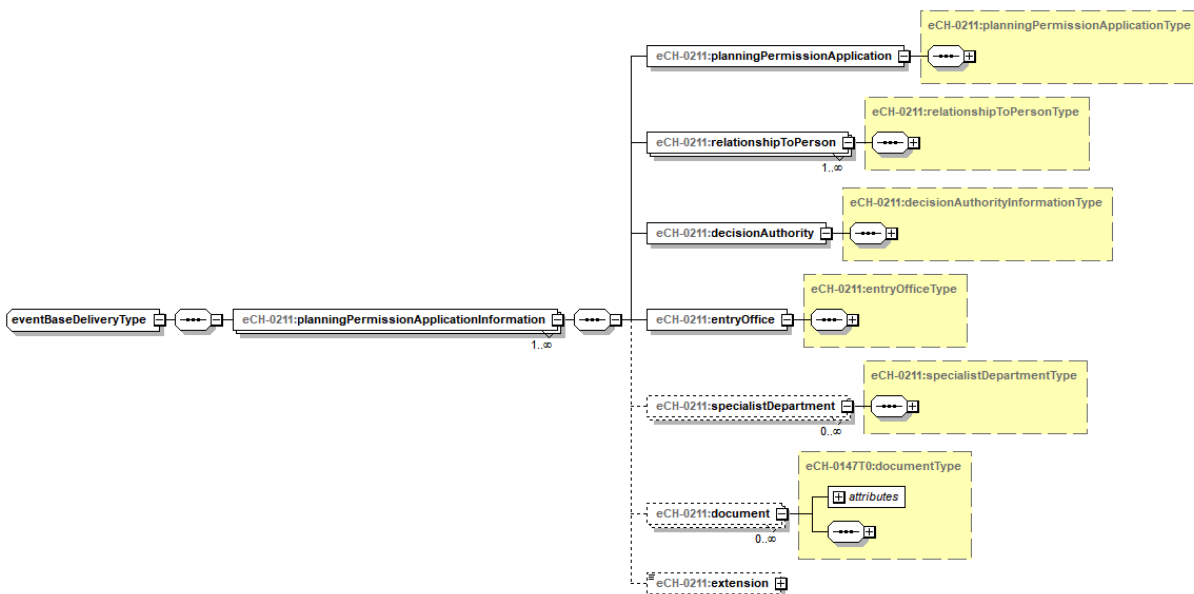 eCH-0211:planningPermissionApplicationType
eCH-0211:planningPermissionApplication
eCH-0211:relationshipToPersonType
eCH-0211:relationshipToPerson
1..∞
eCH-0211:decisionAuthorityInformationType
eCH-0211:decisionAuthority
eCH-0211:entryOfficeType
eventBaseDeliveryType
eCH-0211:planningPermissionApplicationInformation
1..∞
eCH-0211:entryOffice
eCH-0211:specialistDepartmentType
eCH-0211:specialistDepartment
0..∞
eCH-0147T0:documentType
attributes
eCH-0211:document
0..∞
eCH-0211:extension